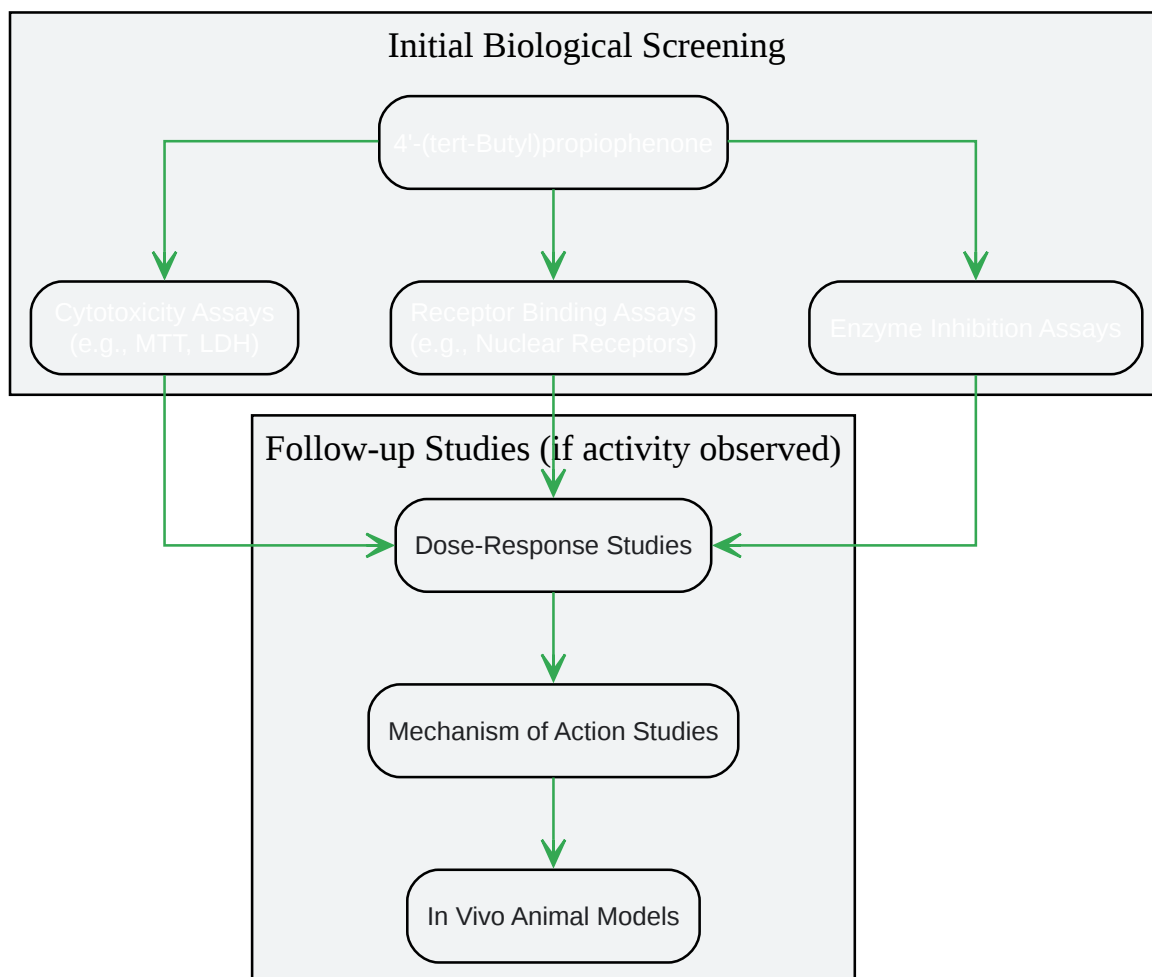 Initial Biological Screening
4'-(tert-Butyl)propiophenone
Cytotoxicity Assays
(e.g., MTT, LDH)
Receptor Binding Assays
(e.g., Nuclear Receptors)
Enzyme Inhibition Assays
Follow-up Studies (if activity observed)
Dose-Response Studies
Mechanism of Action Studies
In Vivo Animal Models